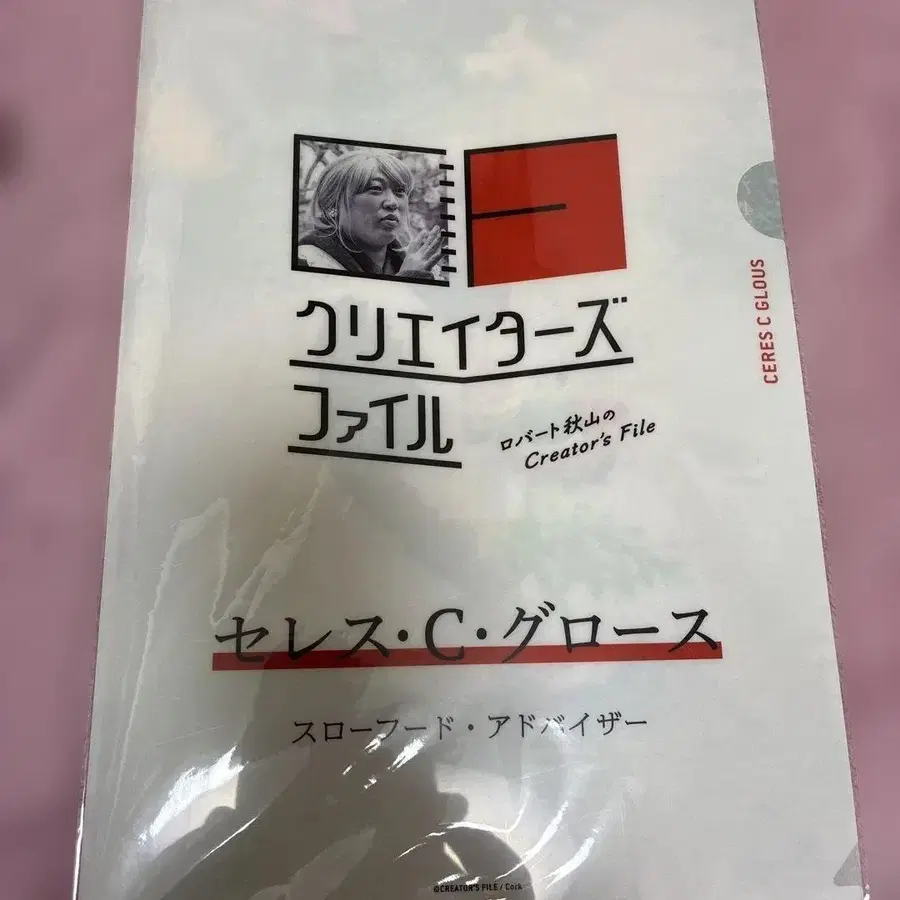 クリエイターズ
ファイル
ロバート秋山の
Creator's File
CERES C GLOUS
セレス・C・グロース
スローフード・アドバイザー
©CREATOR'S FILE / Cork